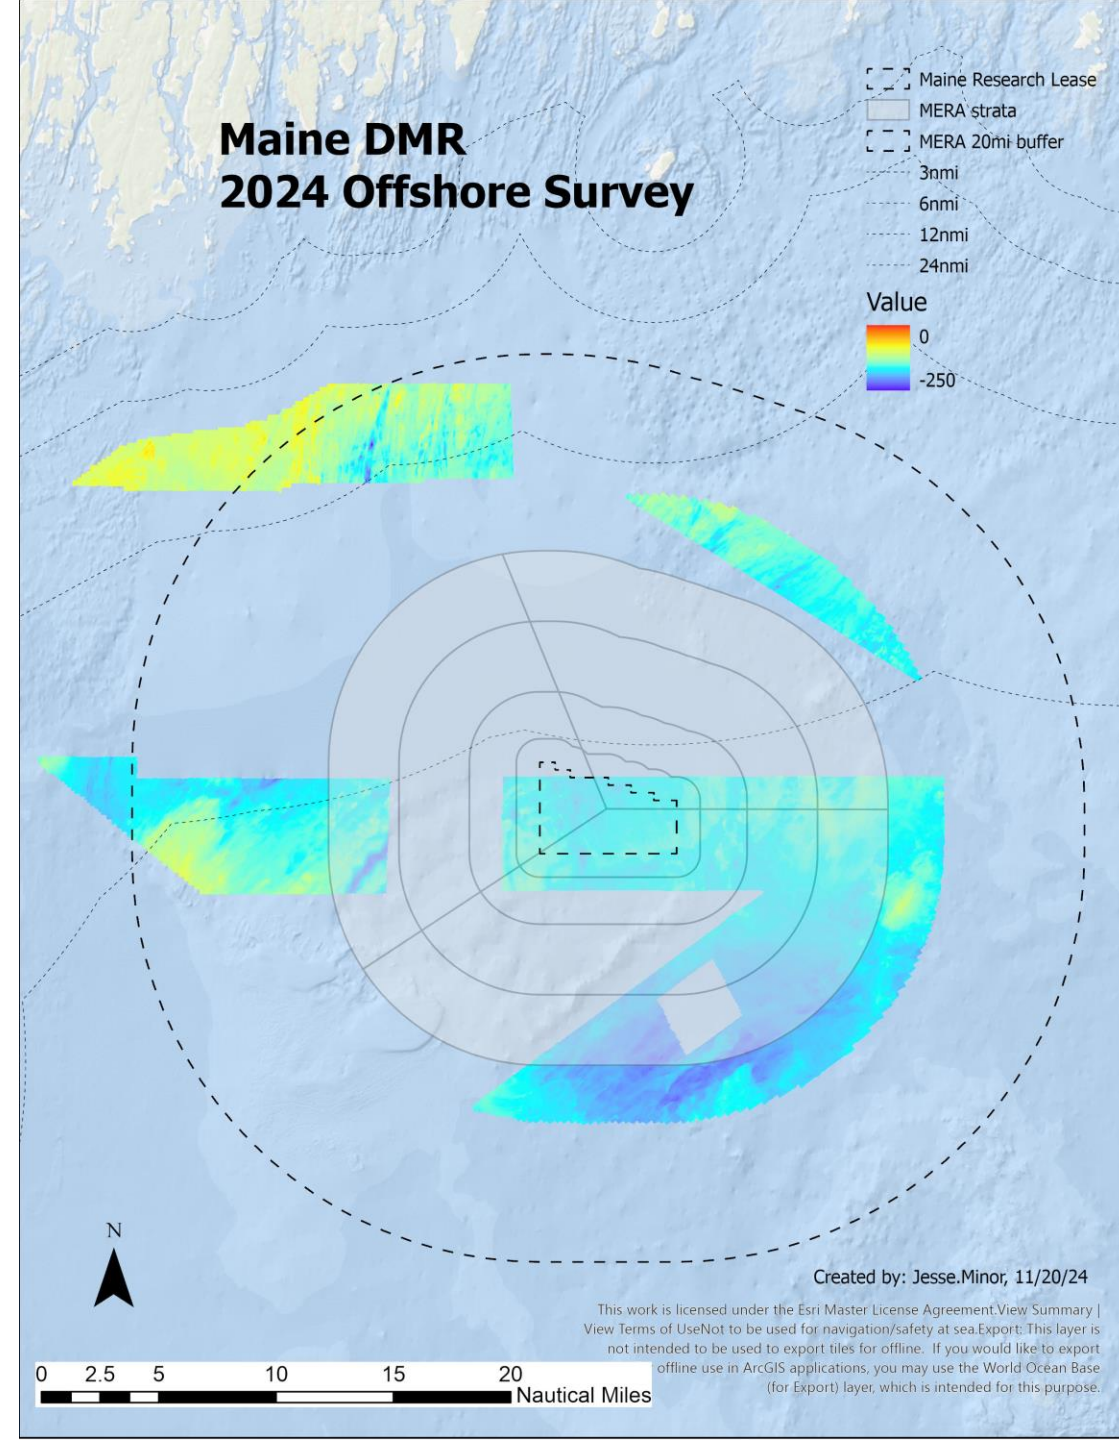 Maine DMR
2024 Offshore Survey
Maine Research Lease
MERA strata
MERA 20mi buffer
3nmi
6nmi
12nmi
24nmi
Value
0
-250
N
0 2.5 5 10 15 20
Nautical Miles
Created by: Jesse.Minor, 11/20/24
This work is licensed under the Esri Master License Agreement.View Summary |
View Terms of UseNot to be used for navigation/safety at sea.Export: This layer is
not intended to be used to export tiles for offline. If you would like to export
offline use in ArcGIS applications, you may use the World Ocean Base
(for Export) layer, which is intended for this purpose.